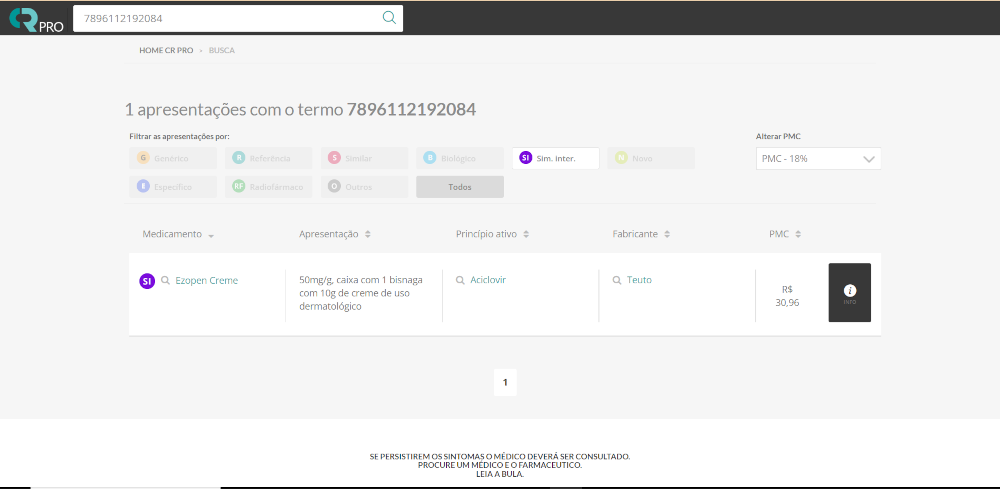 CR PRO
7896112192084
HOME CR PRO • BUSCA
1 apresentações com o termo 7896112192084
Filtrar as apresentações por:
Alterar PMC
G Genérico
R Referência
S Similar
B Biológico
SI Sim. Inter.
N Novo
PMC - 18%
E Específico
RF Radiofármaco
O Outros
Todos
Medicamento
Apresentação
Princípio ativo
Fabricante
PMC
SI Ezopen Creme
50mg/g, caixa com 1 bisnaga
com 10g de creme de uso
dermatológico
Aciclovir
Teuto
R$
30,96
i
INFO
1
SE PERSISTIREM OS SINTOMAS O MÉDICO DEVERÁ SER CONSULTADO.
PROCURE UM MÉDICO E O FARMACEUTICO.
LEIA A BULA.